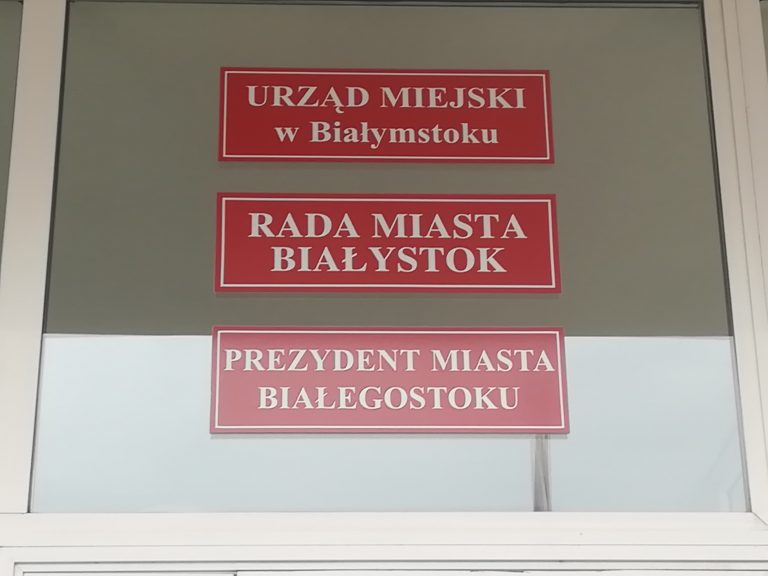 URZĄD MIEJSKI
w Białymstoku
RADA MIASTA
BIAŁYSTOK
PREZYDENT MIASTA
BIAŁEGOSTOKU